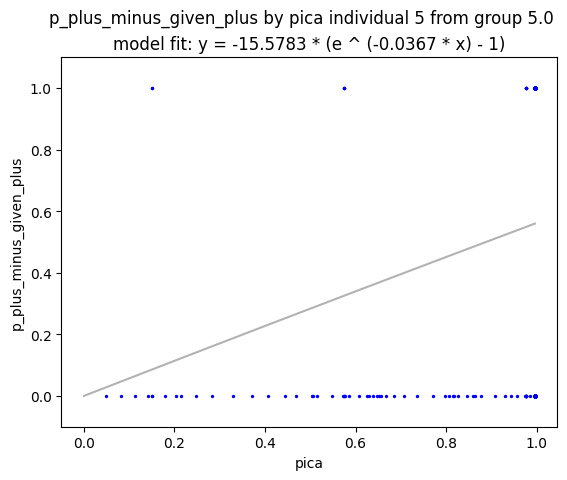 p_plus_minus_given_plus by pica individual 5 from group 5.0
model fit: y = -15.5783 * (e ^ (-0.0367 * x) - 1)
1.0
0.8
0.6
0.4
0.2
0.0
p_plus_minus_given_plus
0.0 0.2 0.4 0.6 0.8 1.0
pica